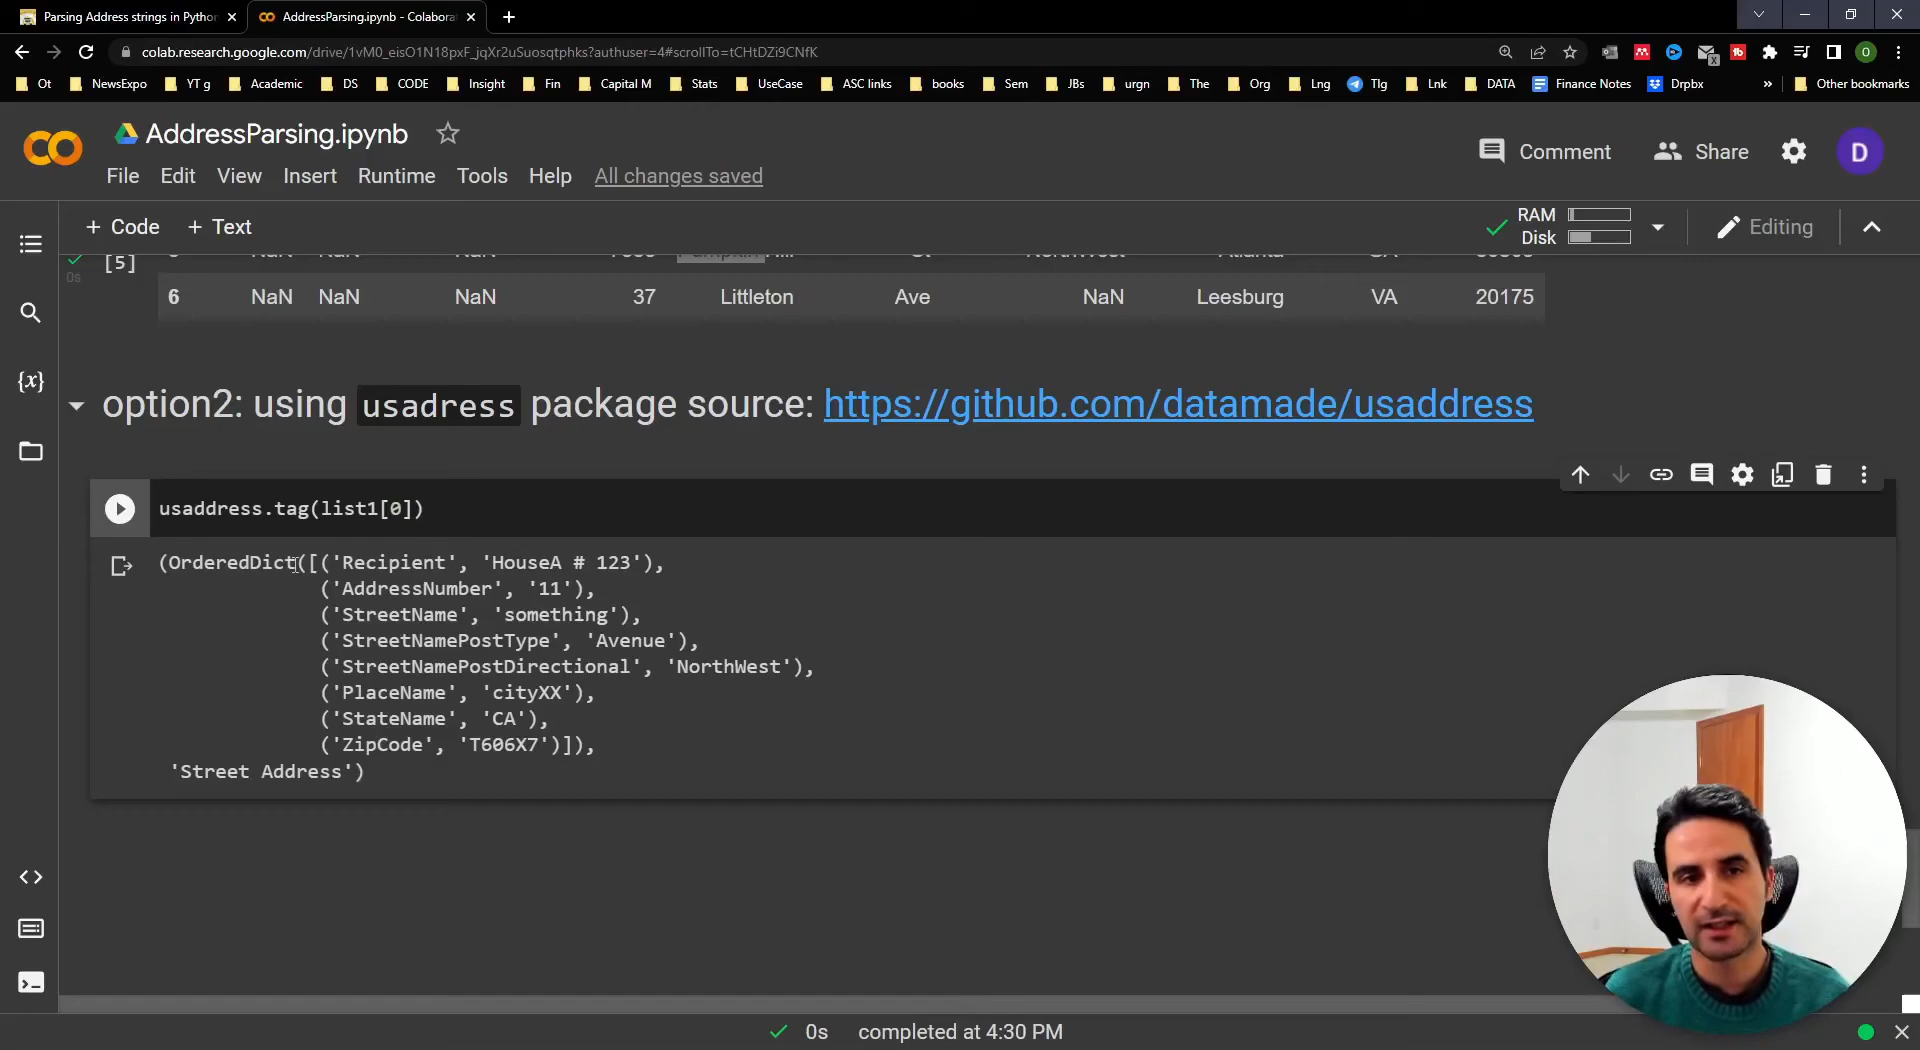 Parsing Address strings in Python
AddressParsing.ipynb - Colabora
colab.research.google.com/drive/1vM0_eisO1N18pxF_jqXr2uSuosqtphks?authuser=4#scrollTo=tCHtDZi9CNfK
Ot NewsExpo YT g Academic DS CODE Insight Fin Capital M Stats UseCase ASC links books Sem JBs urgn The Org Lng Tlg Lnk DATA Finance Notes Drpbx » Other bookmarks
AddressParsing.ipynb
Comment Share D
File Edit View Insert Runtime Tools Help All changes saved
+ Code + Text
RAM
Disk
Editing
[5]
0s
6 NaN NaN NaN 37 Littleton Ave NaN Leesburg VA 20175
option2: using usadress package source: https://github.com/datamade/usaddress
usaddress.tag(list1[0])
(OrderedDict([('Recipient', 'HouseA # 123'),
('AddressNumber', '11'),
('StreetName', 'something'),
('StreetNamePostType', 'Avenue'),
('StreetNamePostDirectional', 'NorthWest'),
('PlaceName', 'cityXX'),
('StateName', 'CA'),
('ZipCode', 'T606X7')]),
'Street Address')
0s completed at 4:30 PM